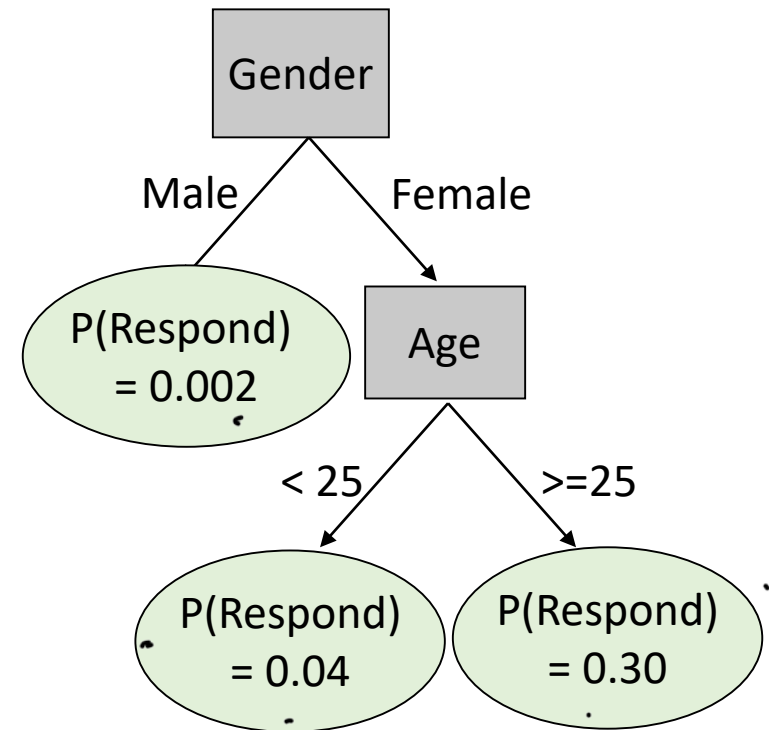 Gender
Male
Female
P(Respond)
= 0.002
Age
< 25
>=25
P(Respond)
= 0.04
P(Respond)
= 0.30